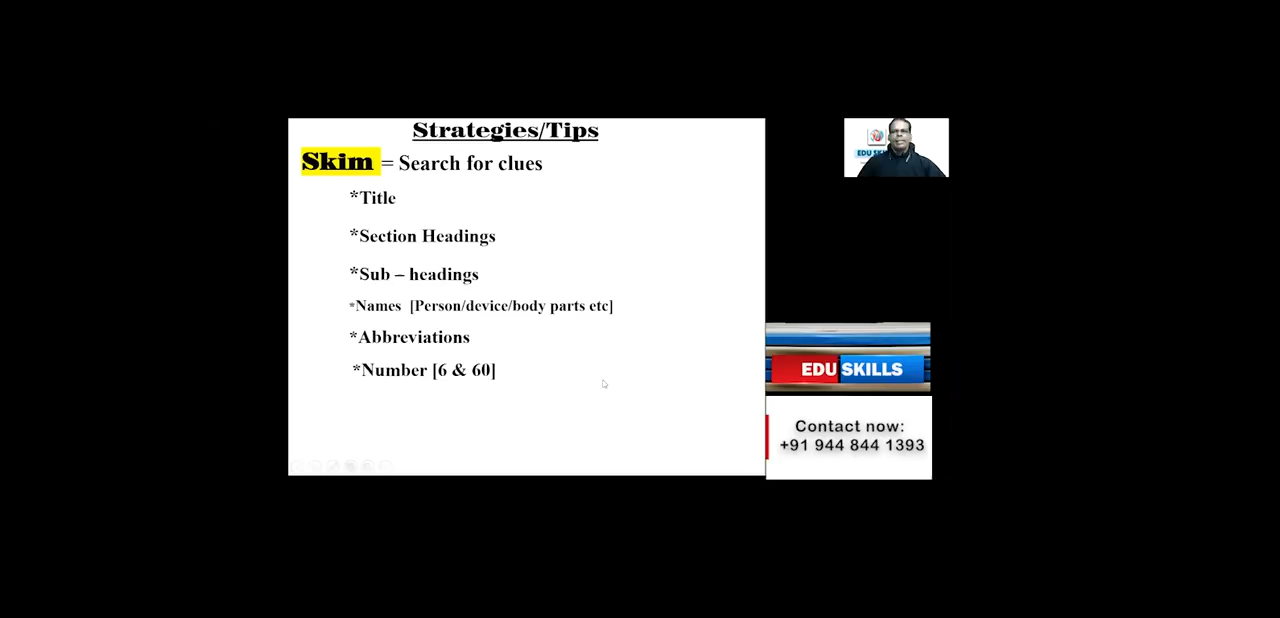 Strategies/Tips
Skim = Search for clues
*Title
*Section Headings
*Sub – headings
*Names [Person/device/body parts etc]
*Abbreviations
*Number [6 & 60]
EDU SKILLS
Contact now:
+91 944 844 1393